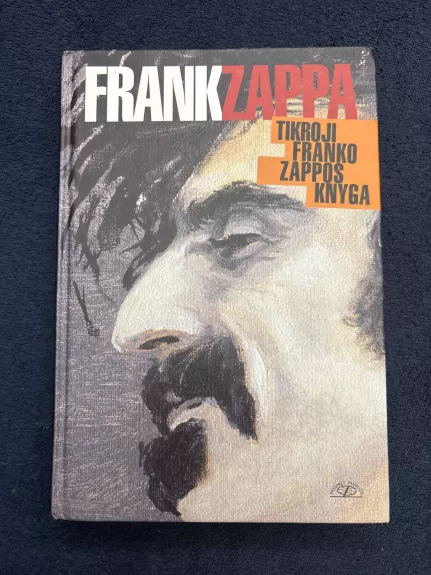 FRANKZAPPA
TIKROJI
FRANKO
ZAPPOS
KNYGA